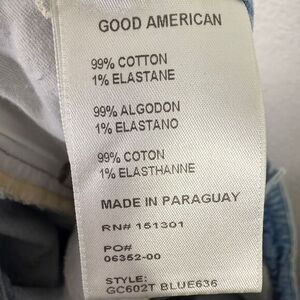 GOOD AMERICAN
99% COTTON
1% ELASTANE
99% ALGODON
1% ELASTANO
99% COTON
1% ELASTHANNE
MADE IN PARAGUAY
RN# 151301
PO#
06352-00
STYLE:
GC602T BLUE636